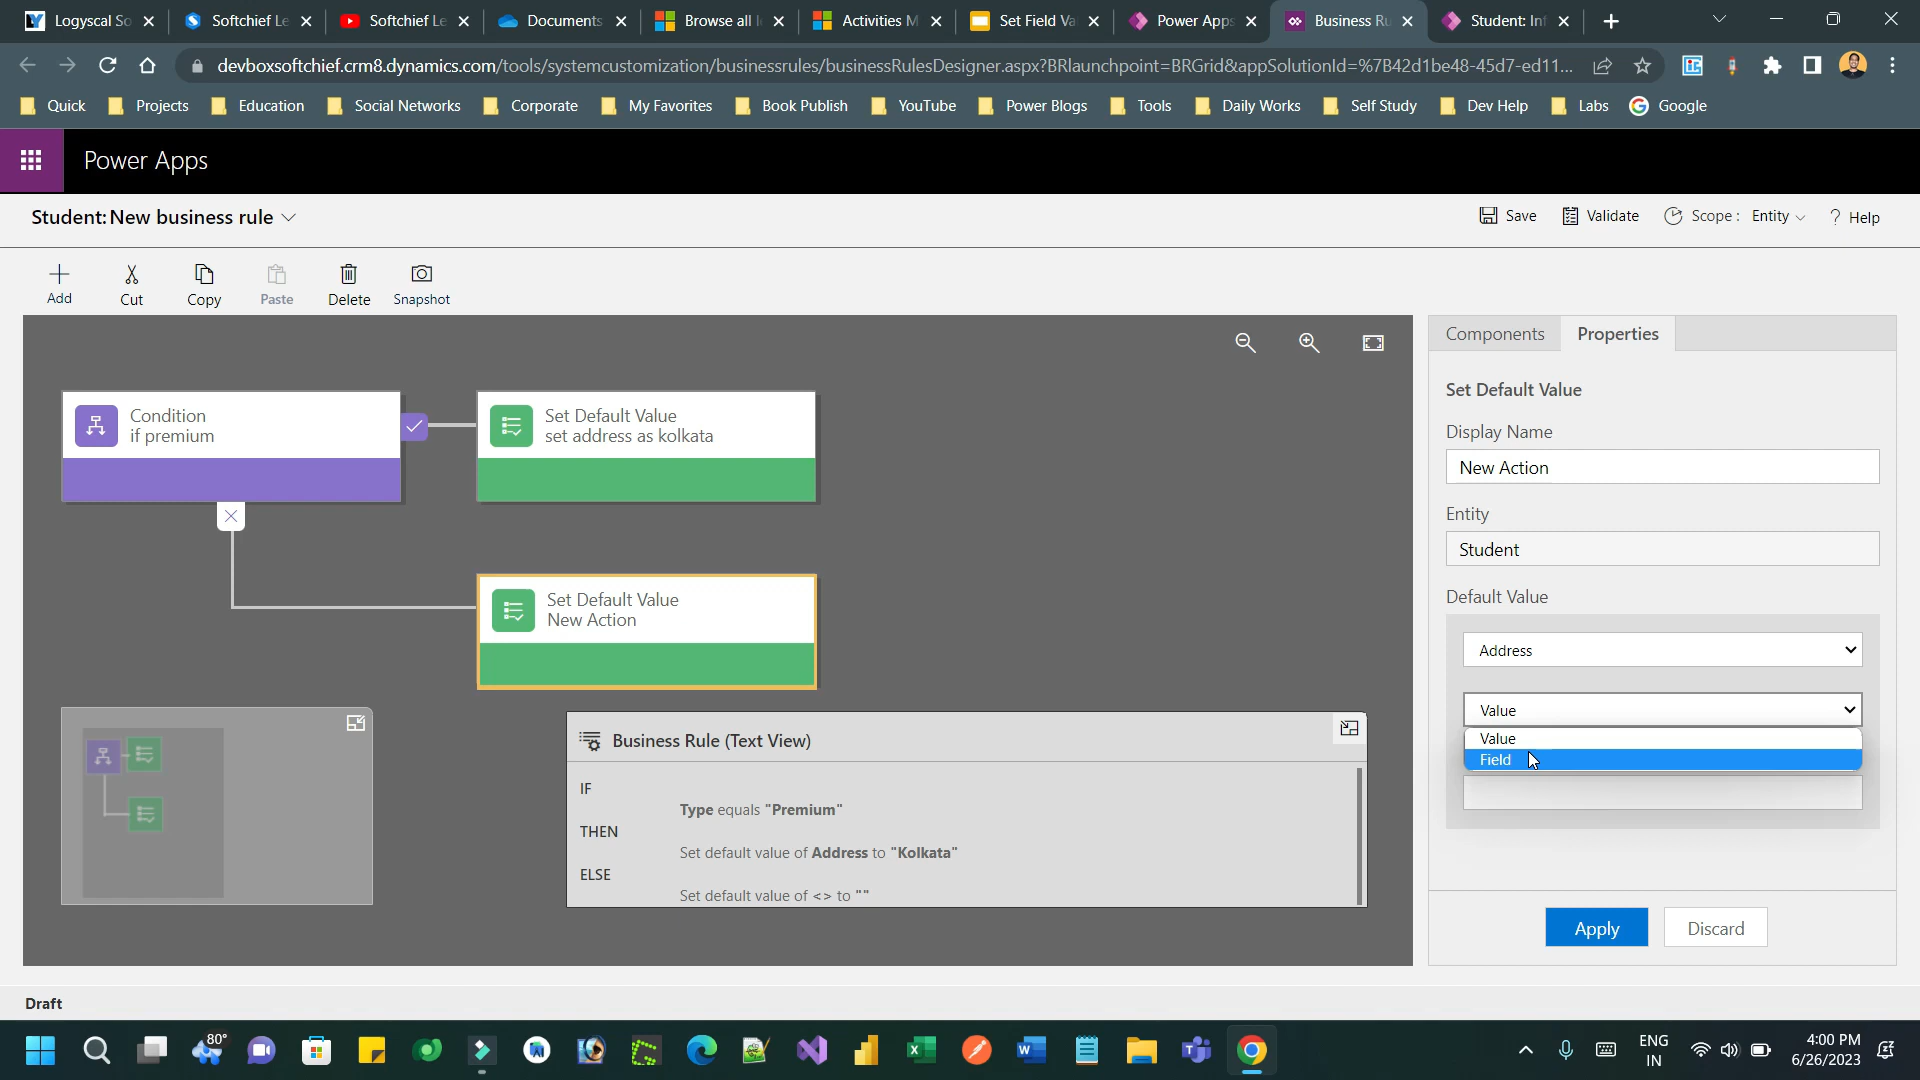 Logyscal So
Softchief Le
Softchief Le
Documents
Browse all
Activities M
Set Field Va
Power Apps
Business Ru
Student: Inf
devboxsoftchief.crm8.dynamics.com/tools/systemcustomization/businessrules/businessRulesDesigner.aspx?BRlaunchpoint=BRGrid&appSolutionId=%7B42d1be48-45d7-ed11...
Quick
Projects
Education
Social Networks
Corporate
My Favorites
Book Publish
YouTube
Power Blogs
Tools
Daily Works
Self Study
Dev Help
Labs
Google
Power Apps
Student: New business rule
Save
Validate
Scope : Entity
? Help
Add
Cut
Copy
Paste
Delete
Snapshot
Components
Properties
Condition
if premium
Set Default Value
set address as kolkata
Set Default Value
New Action
Set Default Value
Display Name
New Action
Entity
Student
Default Value
Address
Value
Value
Field
Apply
Discard
Business Rule (Text View)
IF
Type equals "Premium"
THEN
Set default value of Address to "Kolkata"
ELSE
Set default value of <> to ""
Draft
80°
ENG
IN
4:00 PM
6/26/2023